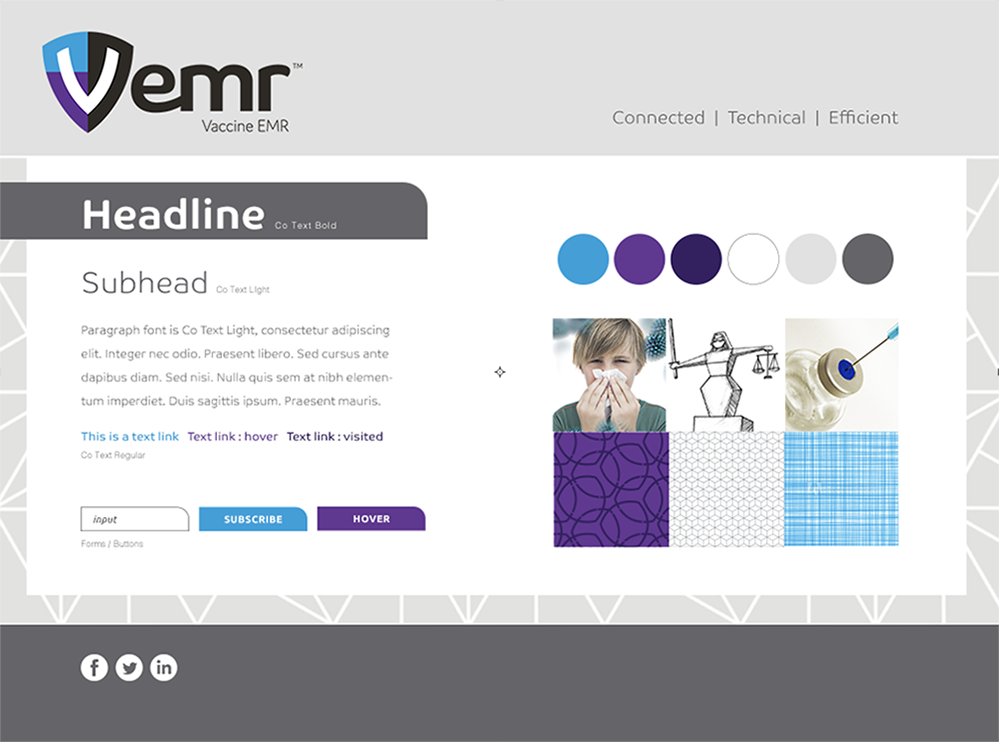 Vemr™
Vaccine EMR
Connected | Technical | Efficient
Headline Co Text Bold
Subhead Co Text Light
Paragraph font is Co Text Light, consectetur adipiscing
elit. Integer nec odio. Praesent libero. Sed cursus ante
dapibus diam. Sed nisi. Nulla quis sem at nibh elemen-
tum imperdiet. Duis sagittis ipsum. Praesent mauris.
This is a text link Text link : hover Text link : visited
Co Text Regular
input SUBSCRIBE HOVER
Forms / Buttons